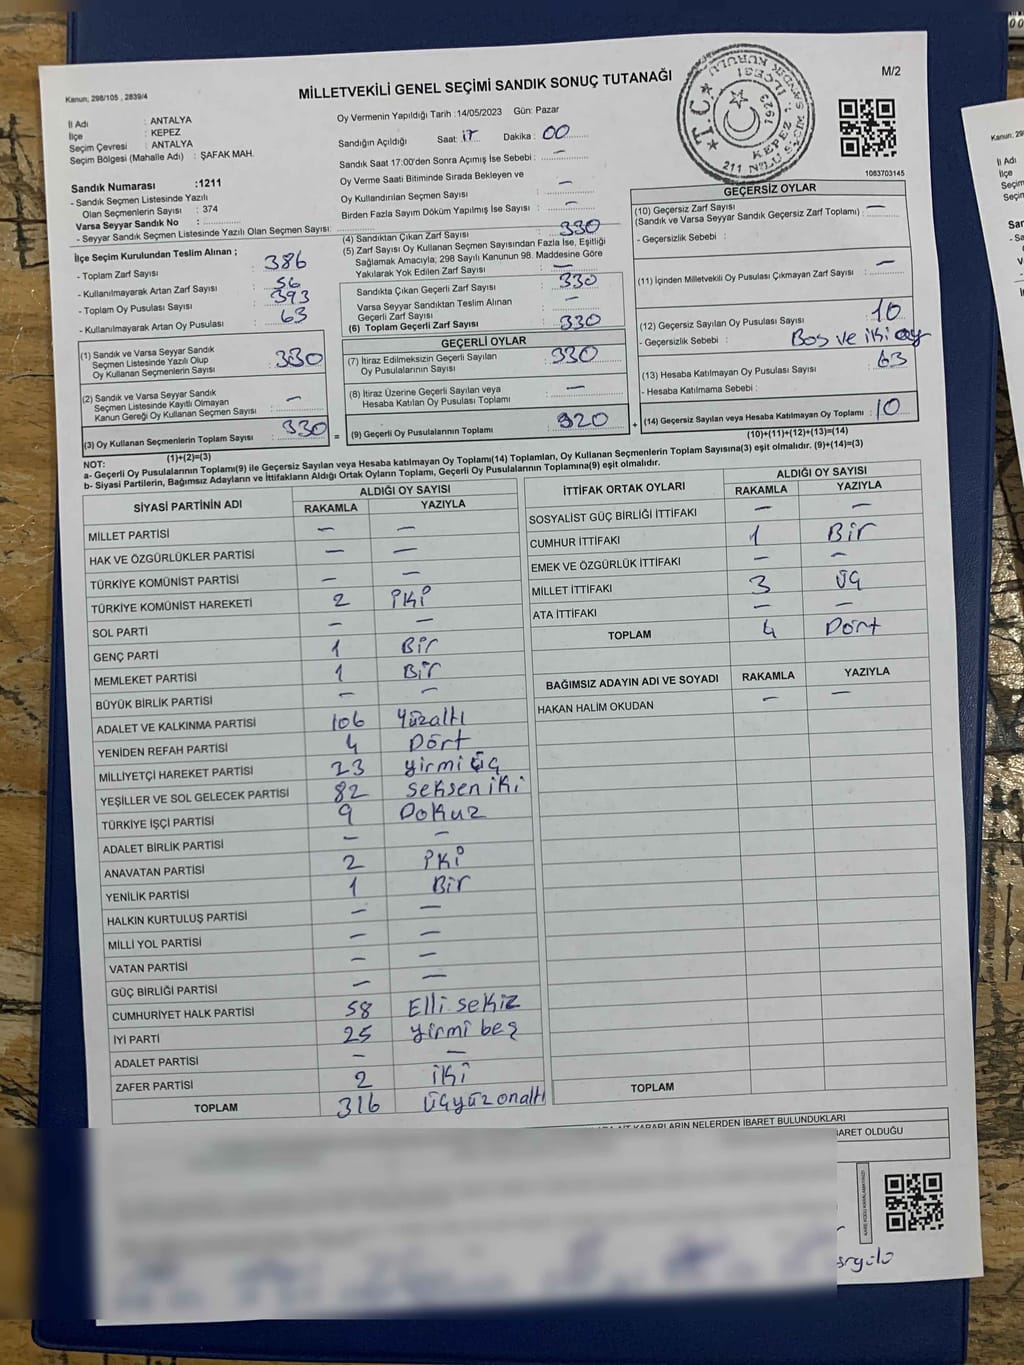 Kanun; 298/105 , 2839/4
MİLLETVEKİLİ GENEL SEÇİMİ SANDIK SONUÇ TUTANAĞI
M/2
İl Adı : ANTALYA
İlçe : KEPEZ
Seçim Çevresi : ANTALYA
Seçim Bölgesi (Mahalle Adı) : ŞAFAK MAH.
Sandık Numarası :1211
- Sandık Seçmen Listesinde Yazılı
Olan Seçmenlerin Sayısı : 374
Varsa Seyyar Sandık No :
- Seyyar Sandık Seçmen Listesinde Yazılı Olan Seçmen Sayısı:
Oy Vermenin Yapıldığı Tarih :14/05/2023 Gün: Pazar
Sandığın Açıldığı Saat: 17 Dakika : 00
Sandık Saat 17:00'den Sonra Açımış İse Sebebi : —
Oy Verme Saati Bitiminde Sırada Bekleyen ve
Oy Kullandırılan Seçmen Sayısı : —
Birden Fazla Sayım Döküm Yapılmış İse Sayısı : —
T.C.
KEPEZ
211 N'LU
1083703145
İlçe Seçim Kurulundan Teslim Alınan ;
- Toplam Zarf Sayısı : 386
- Kullanılmayarak Artan Zarf Sayısı : 56
- Toplam Oy Pusulası Sayısı : 393
- Kullanılmayarak Artan Oy Pusulası : 63
(1) Sandık ve Varsa Seyyar Sandık
Seçmen Listesinde Yazılı Olup
Oy Kullanan Seçmenlerin Sayısı : 330
(2) Sandık ve Varsa Seyyar Sandık
Seçmen Listesinde Kayıtlı Olmayan
Kanun Gereği Oy Kullanan Seçmen Sayısı : —
(3) Oy Kullanan Seçmenlerin Toplam Sayısı : 330
(1)+(2)=(3)
(4) Sandıktan Çıkan Zarf Sayısı : 330
(5) Zarf Sayısı Oy Kullanan Seçmen Sayısından Fazla İse, Eşitliği
Sağlamak Amacıyla; 298 Sayılı Kanunun 98. Maddesine Göre
Yakılarak Yok Edilen Zarf Sayısı : —
Sandıkta Çıkan Geçerli Zarf Sayısı : 330
Varsa Seyyar Sandıktan Teslim Alınan
Geçerli Zarf Sayısı : —
(6) Toplam Geçerli Zarf Sayısı : 330
GEÇERLİ OYLAR
(7) İtiraz Edilmeksizin Geçerli Sayılan
Oy Pusulalarının Sayısı : 330
(8) İtiraz Üzerine Geçerli Sayılan veya
Hesaba Katılan Oy Pusulası Toplamı : —
= (9) Geçerli Oy Pusulalarının Toplamı : 320
GEÇERSİZ OYLAR
(10) Geçersiz Zarf Sayısı : —
(Sandık ve Varsa Seyyar Sandık Geçersiz Zarf Toplamı) :
- Geçersizlik Sebebi :
(11) İçinden Milletvekili Oy Pusulası Çıkmayan Zarf Sayısı : —
(12) Geçersiz Sayılan Oy Pusulası Sayısı : 10
- Geçersizlik Sebebi : Boş ve iki oy
(13) Hesaba Katılmayan Oy Pusulası Sayısı : 63
- Hesaba Katılmama Sebebi :
+ (14) Geçersiz Sayılan veya Hesaba Katılmayan Oy Toplamı : 10
(10)+(11)+(12)+(13)=(14)
NOT:
a- Geçerli Oy Pusulalarının Toplamı(9) ile Geçersiz Sayılan veya Hesaba katılmayan Oy Toplamı(14) Toplamları, Oy Kullanan Seçmenlerin Toplam Sayısına(3) eşit olmalıdır. (9)+(14)=(3)
b- Siyasi Partilerin, Bağımsız Adayların ve İttifakların Aldığı Ortak Oyların Toplamı, Geçerli Oy Pusulalarının Toplamına(9) eşit olmalıdır.
SİYASİ PARTİNİN ADI ALDIĞI OY SAYISI
RAKAMLA YAZIYLA
MİLLET PARTİSİ — —
HAK VE ÖZGÜRLÜKLER PARTİSİ — —
TÜRKİYE KOMÜNİST PARTİSİ — —
TÜRKİYE KOMÜNİST HAREKETİ 2 iki
SOL PARTİ — —
GENÇ PARTİ 1 Bir
MEMLEKET PARTİSİ 1 Bir
BÜYÜK BİRLİK PARTİSİ — —
ADALET VE KALKINMA PARTİSİ 106 Yüzaltı
YENİDEN REFAH PARTİSİ 4 Dört
MİLLİYETÇİ HAREKET PARTİSİ 23 yirmi üç
YEŞİLLER VE SOL GELECEK PARTİSİ 82 seksen iki
TÜRKİYE İŞÇİ PARTİSİ 9 Dokuz
ADALET BİRLİK PARTİSİ — —
ANAVATAN PARTİSİ 2 iki
YENİLİK PARTİSİ 1 Bir
HALKIN KURTULUŞ PARTİSİ — —
MİLLİ YOL PARTİSİ — —
VATAN PARTİSİ — —
GÜÇ BİRLİĞİ PARTİSİ — —
CUMHURİYET HALK PARTİSİ 58 Elli sekiz
İYİ PARTİ 25 yirmi beş
ADALET PARTİSİ — —
ZAFER PARTİSİ 2 iki
TOPLAM 316 üçyüzonaltı
İTTİFAK ORTAK OYLARI ALDIĞI OY SAYISI
RAKAMLA YAZIYLA
SOSYALİST GÜÇ BİRLİĞİ İTTİFAKI — —
CUMHUR İTTİFAKI 1 Bir
EMEK VE ÖZGÜRLÜK İTTİFAKI — —
MİLLET İTTİFAKI 3 üç
ATA İTTİFAKI — —
TOPLAM 4 Dört
BAĞIMSIZ ADAYIN ADI VE SOYADI RAKAMLA YAZIYLA
HAKAN HALİM OKUDAN — —
TOPLAM
KARARLARIN NELERDEN İBARET BULUNDUKLARI
İBARET OLDUĞU
Kanun; 298
İl Adı
İlçe